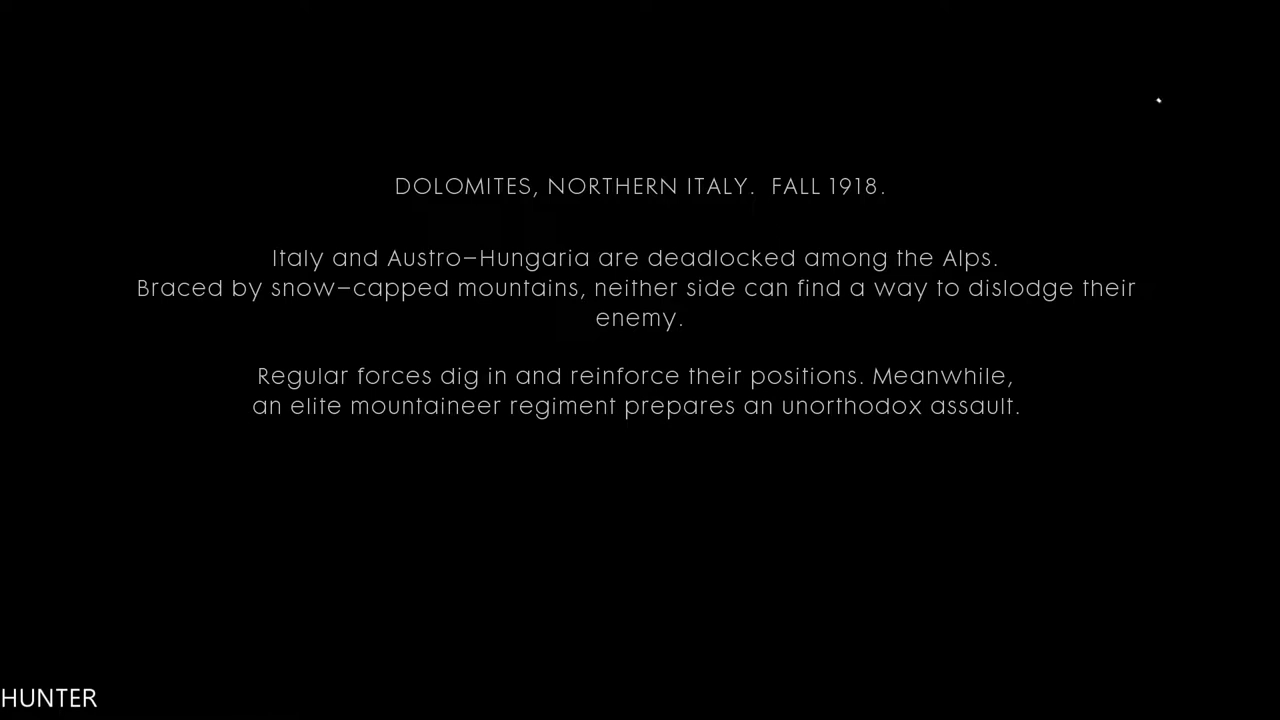 DOLOMITES, NORTHERN ITALY.  FALL 1918.
Italy and Austro-Hungaria are deadlocked among the Alps.
Braced by snow-capped mountains, neither side can find a way to dislodge their
enemy.
Regular forces dig in and reinforce their positions. Meanwhile,
an elite mountaineer regiment prepares an unorthodox assault.
HUNTER